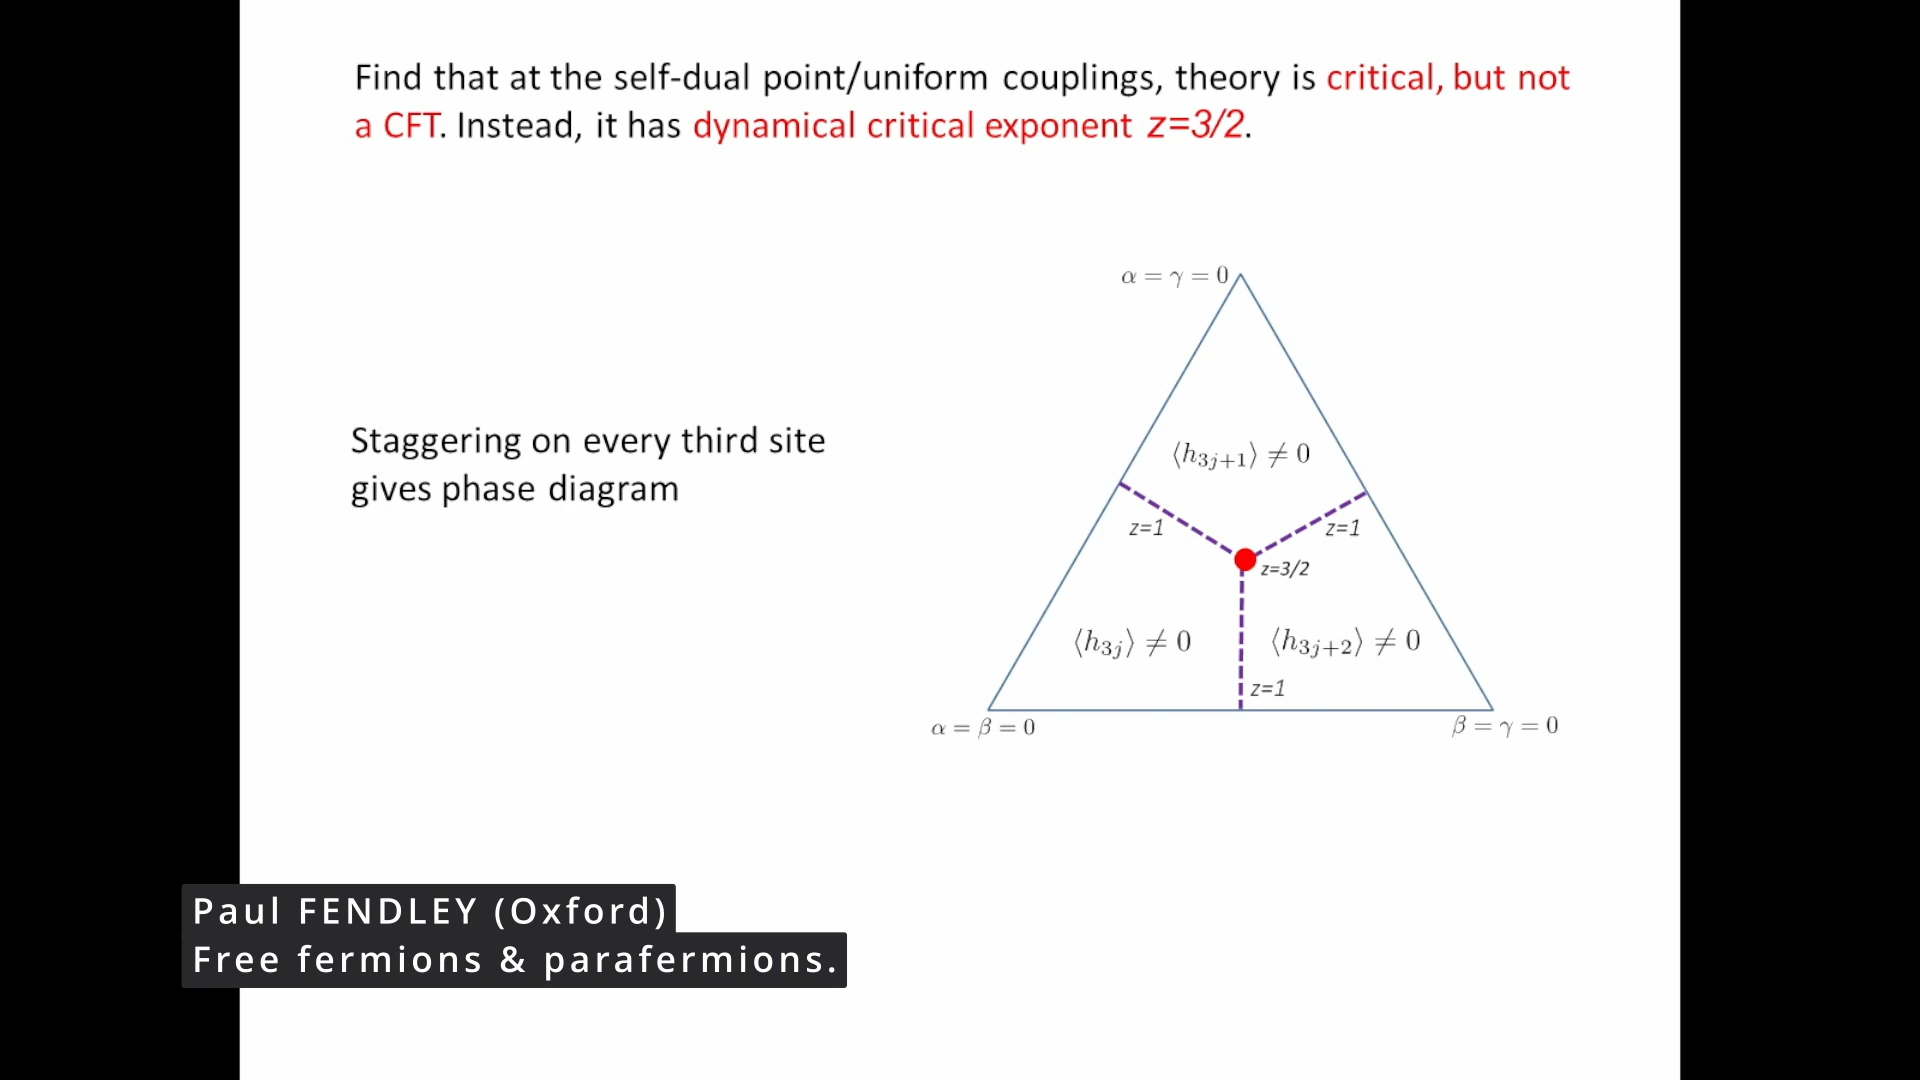 Find that at the self-dual point/uniform couplings, theory is critical, but not
a CFT. Instead, it has dynamical critical exponent z=3/2.
α = γ = 0
Staggering on every third site
gives phase diagram
⟨h₃ⱼ₊₁⟩ ≠ 0
z=1
z=1
z=3/2
⟨h₃ⱼ⟩ ≠ 0
⟨h₃ⱼ₊₂⟩ ≠ 0
z=1
α = β = 0
β = γ = 0
Paul FENDLEY (Oxford)
Free fermions & parafermions.